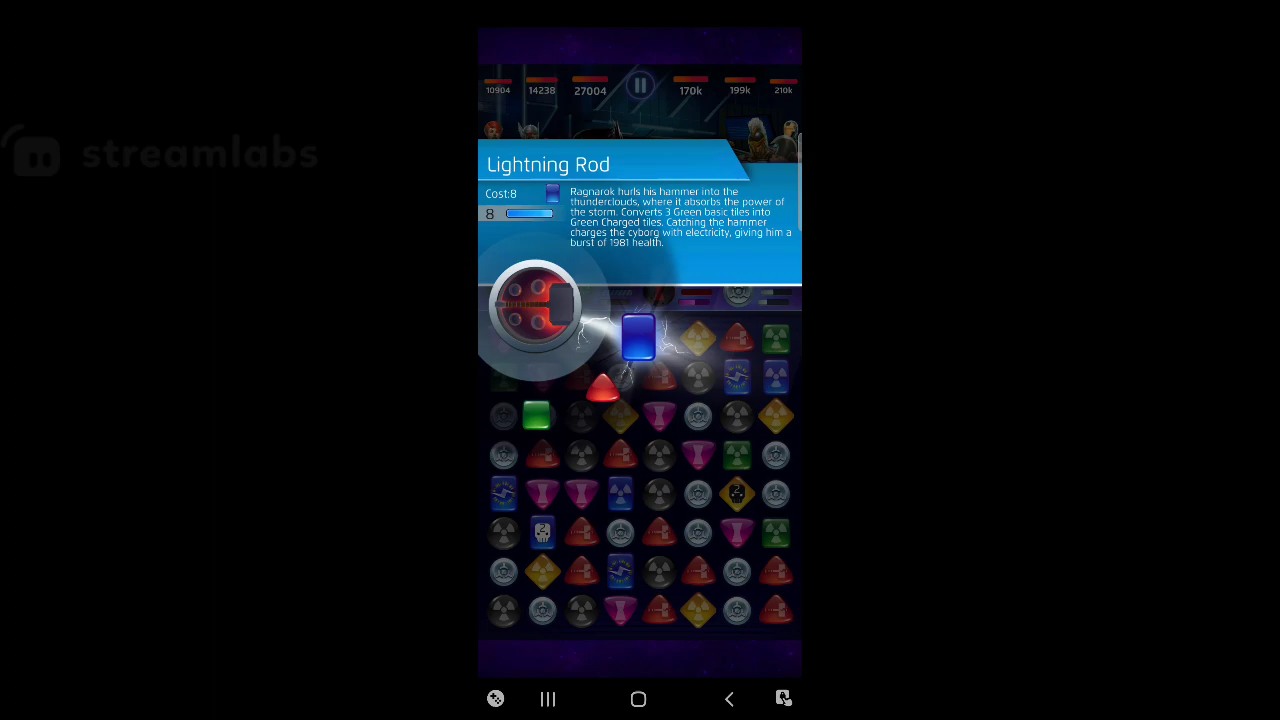 10904 14238 27004 170k 199k 210k
streamlabs
Lightning Rod
Cost:8
8
Ragnarok hurls his hammer into the
thunderclouds, where it absorbs the power of
the storm. Converts 3 Green basic tiles into
Green Charged tiles. Catching the hammer
charges the cyborg with electricity, giving him a
burst of 1981 health.
2
2